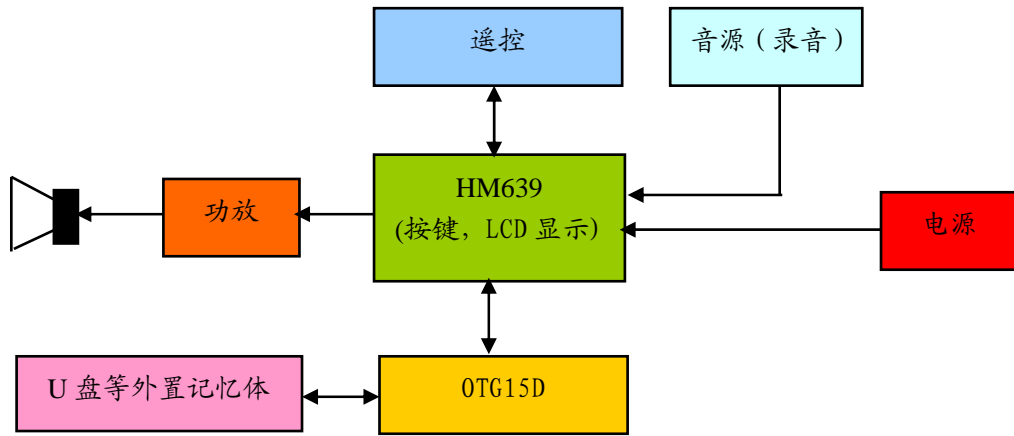 遥控
音源（录音）
HM639
(按键，LCD 显示)
功放
电源
U 盘等外置记忆体
OTG15D